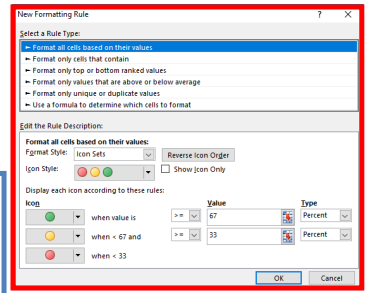 New Formatting Rule ? ×
Select a Rule Type:
► Format all cells based on their values
► Format only cells that contain
► Format only top or bottom ranked values
► Format only values that are above or below average
► Format only unique or duplicate values
► Use a formula to determine which cells to format
Edit the Rule Description:
Format all cells based on their values:
Format Style: Icon Sets Reverse Icon Order
Icon Style: Show Icon Only
Display each icon according to these rules:
Icon Value Type
when value is >= 67 Percent
when < 67 and >= 33 Percent
when < 33
OK Cancel